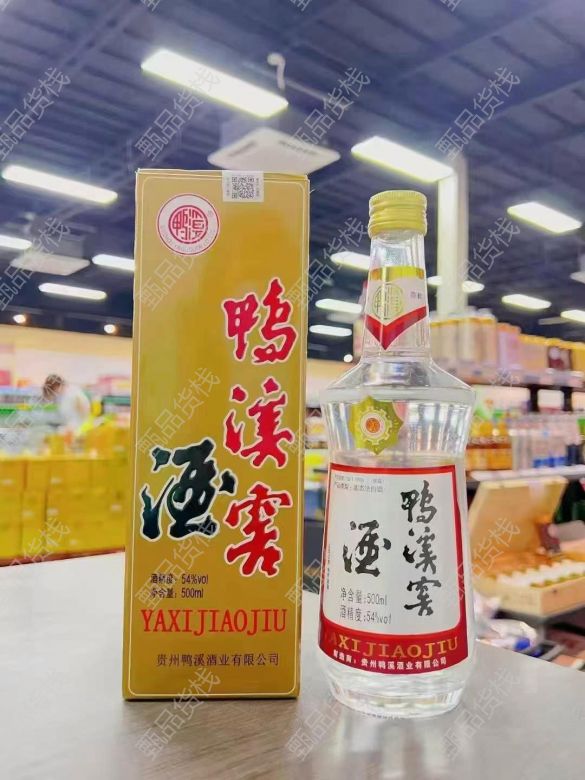 鸭溪
鸭溪窖
酒
酒精度：54%vol
净含量：500ml
YAXIJIAOJIU
贵州鸭溪酒业有限公司
鸭溪窖
酒
净含量:500ml
酒精度:54%vol
YAXIJIAOJIU
制造商：贵州鸭溪酒业有限公司
甄品货栈